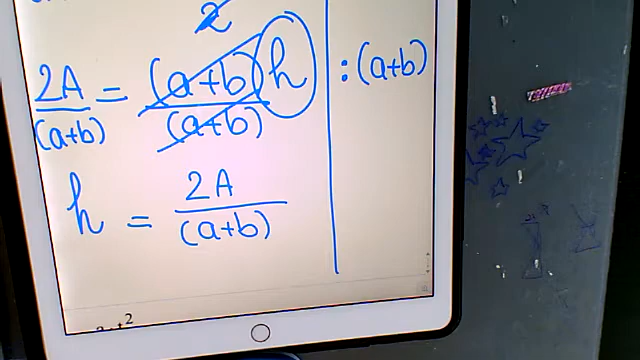 2
2A/(a+b) = (a+b)h/(a+b) | :(a+b)
h = 2A/(a+b)